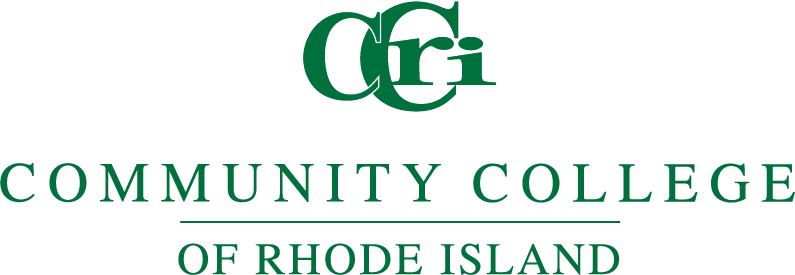 CCri
COMMUNITY COLLEGE
OF RHODE ISLAND